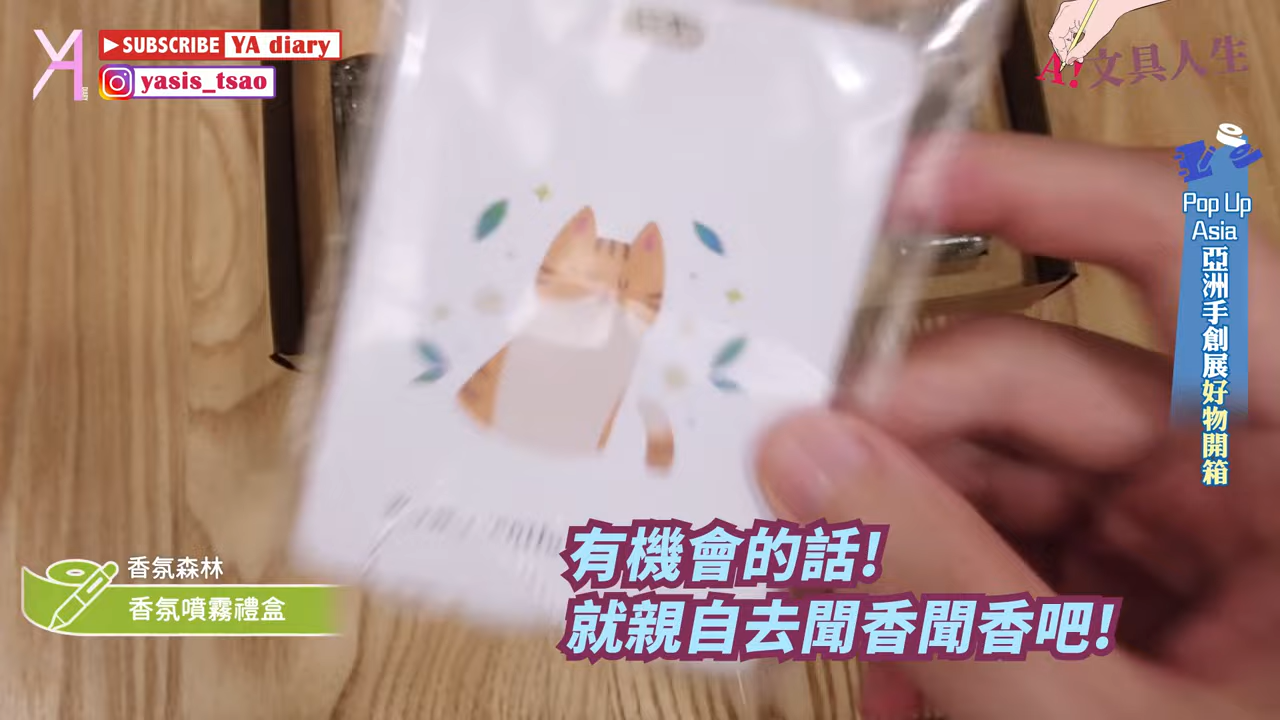 YA
DIARY
SUBSCRIBE YA diary
yasis_tsao
A!文具人生
Pop Up
Asia
亞洲手創展好物開箱
香氛森林
香氛噴霧禮盒
有機會的話!
就親自去聞香聞香吧!